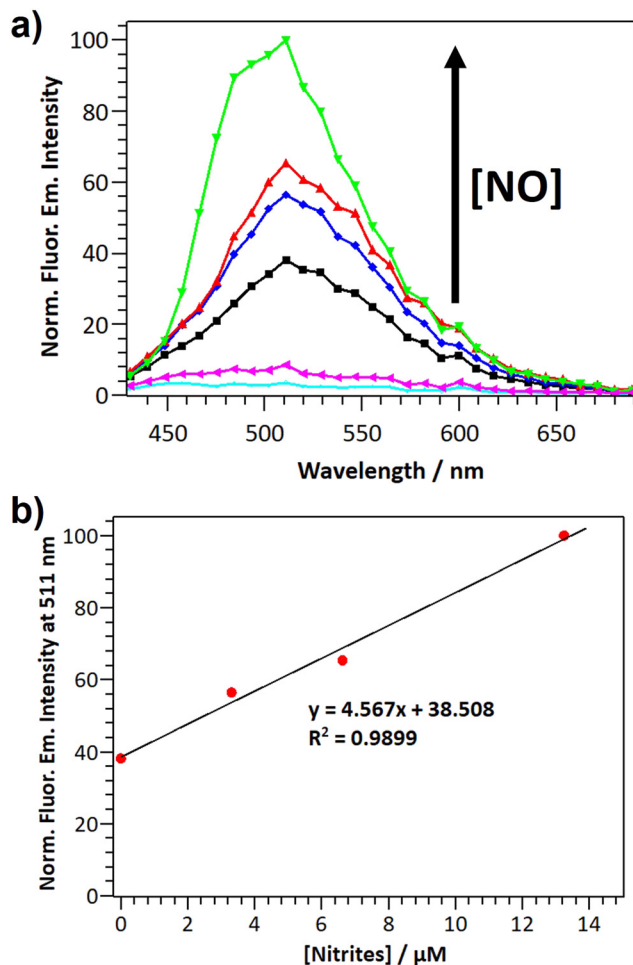 a)
Norm. Fluor. Em. Intensity
100
80
60
40
20
0
[NO]
450
500
550
600
650
Wavelength / nm
b)
Norm. Fluor. Em. Intensity at 511 nm
100
80
60
40
20
0
y = 4.567x + 38.508
R² = 0.9899
0
2
4
6
8
10
12
14
[Nitrites] / µM